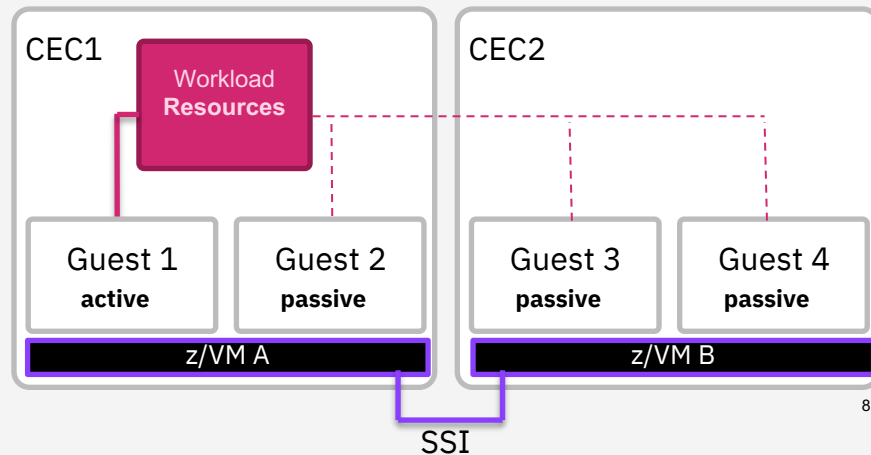 CEC1
CEC2
Workload
Resources
Guest 1
active
Guest 2
passive
Guest 3
passive
Guest 4
passive
z/VM A
z/VM B
8
SSI